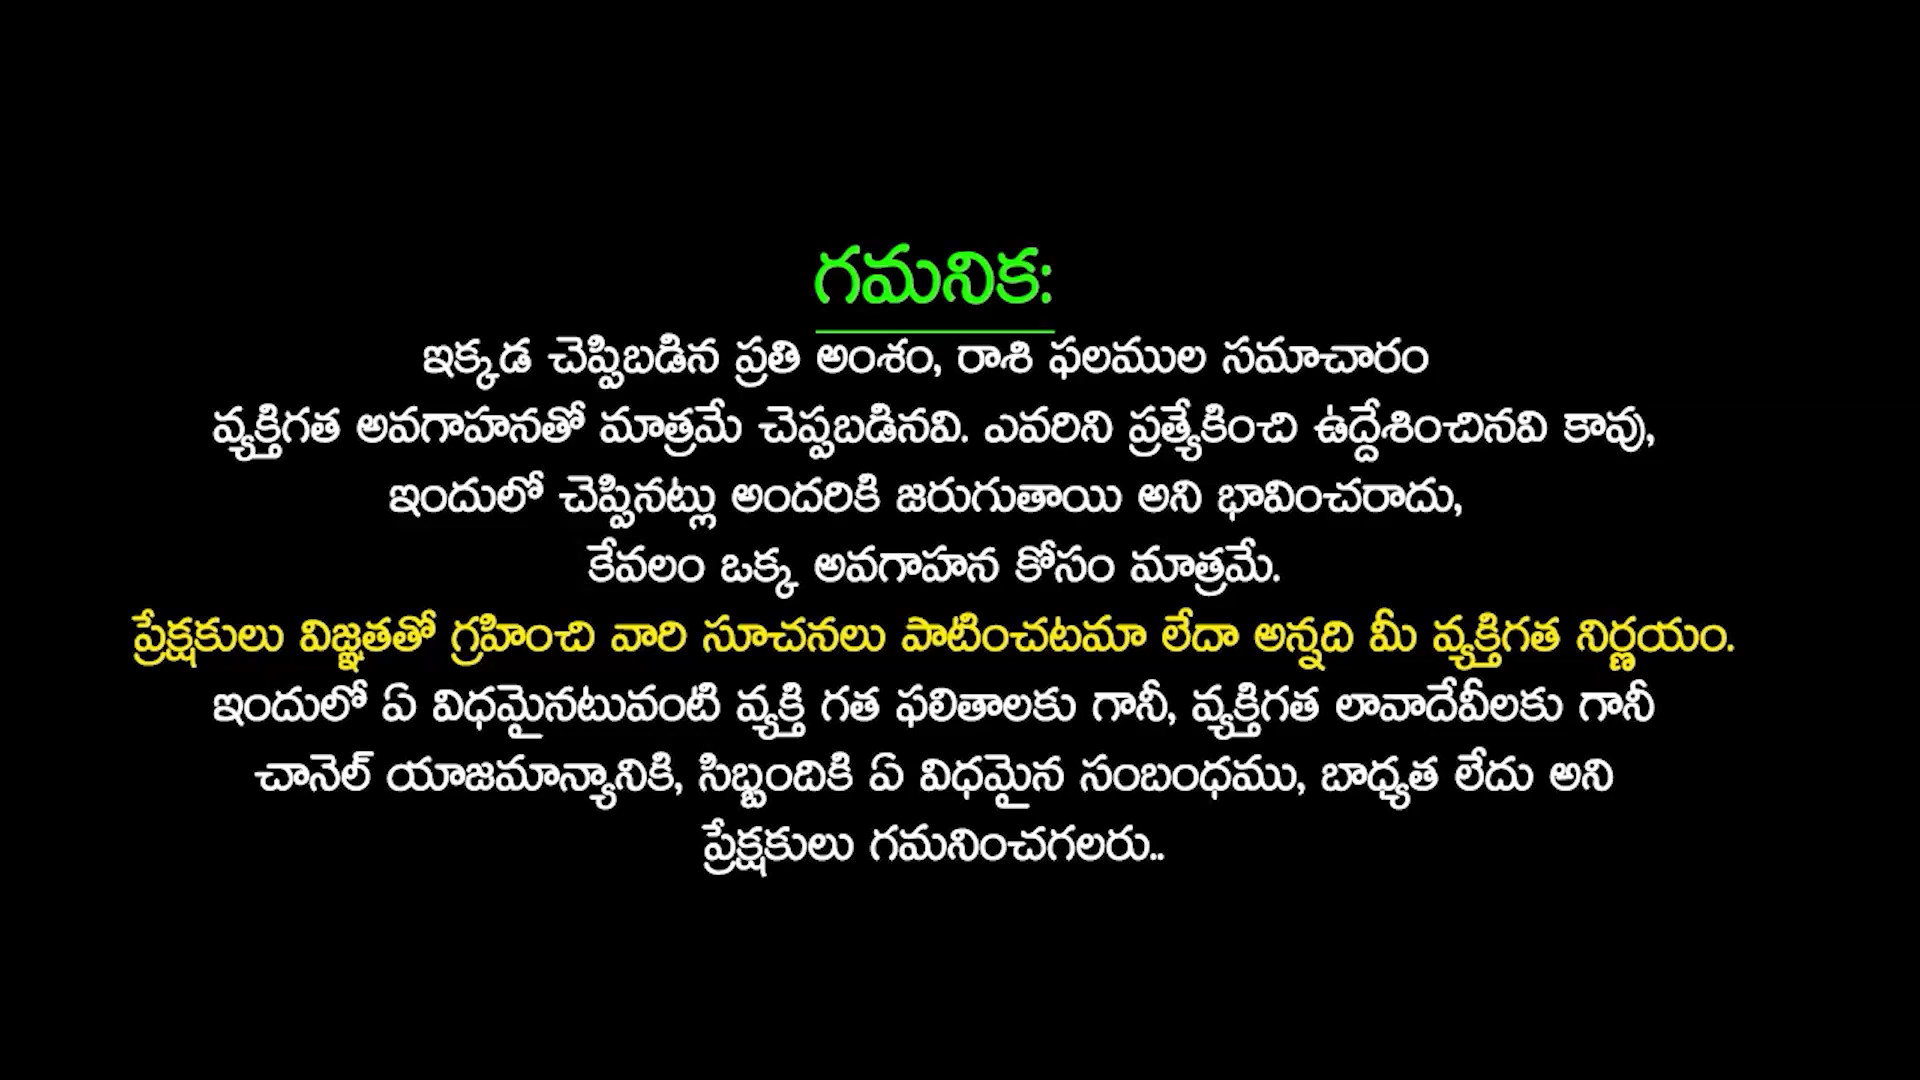 గమనిక:
ఇక్కడ చెప్పిబడిన ప్రతి అంశం, రాశి ఫలముల సమాచారం
వ్యక్తిగత అవగాహనతో మాత్రమే చెప్పబడినవి. ఎవరిని ప్రత్యేకించి ఉద్దేశించినవి కావు,
ఇందులో చెప్పినట్లు అందరికి జరుగుతాయి అని భావించరాదు,
కేవలం ఒక్క అవగాహన కోసం మాత్రమే.
ప్రేక్షకులు విజ్ఞతతో గ్రహించి వారి సూచనలు పాటించటమా లేదా అన్నది మీ వ్యక్తిగత నిర్ణయం.
ఇందులో ఏ విధమైనటువంటి వ్యక్తి గత ఫలితాలకు గానీ, వ్యక్తిగత లావాదేవీలకు గానీ
చానెల్ యాజమాన్యానికి, సిబ్బందికి ఏ విధమైన సంబంధము, బాధ్యత లేదు అని
ప్రేక్షకులు గమనించగలరు..